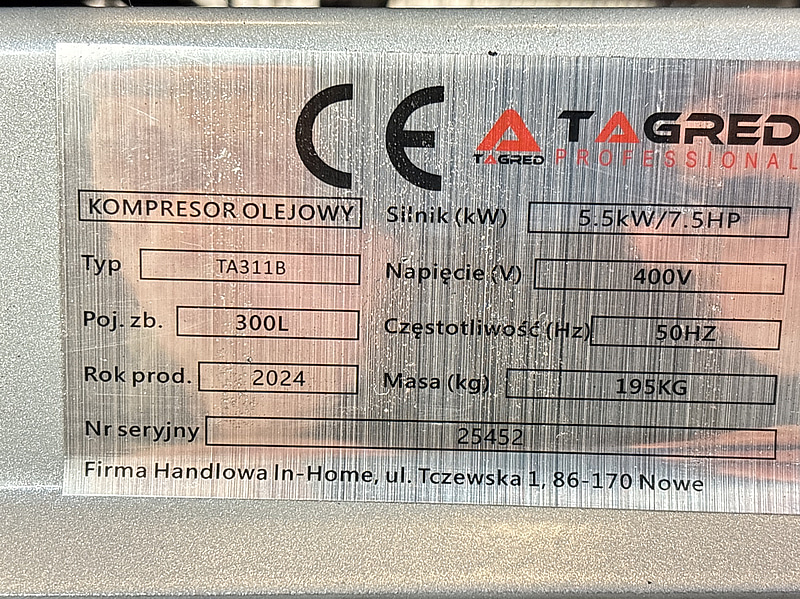 CE TAGRED TAGRED
PROFESSIONAL
KOMPRESOR OLEJOWY Silnik (kW) 5.5kW/7.5HP
Typ TA311B Napięcie (V) 400V
Poj. zb. 300L Częstotliwość (Hz) 50HZ
Rok prod. 2024 Masa (kg) 195KG
Nr seryjny 25452
Firma Handlowa In-Home, ul. Tczewska 1, 86-170 Nowe